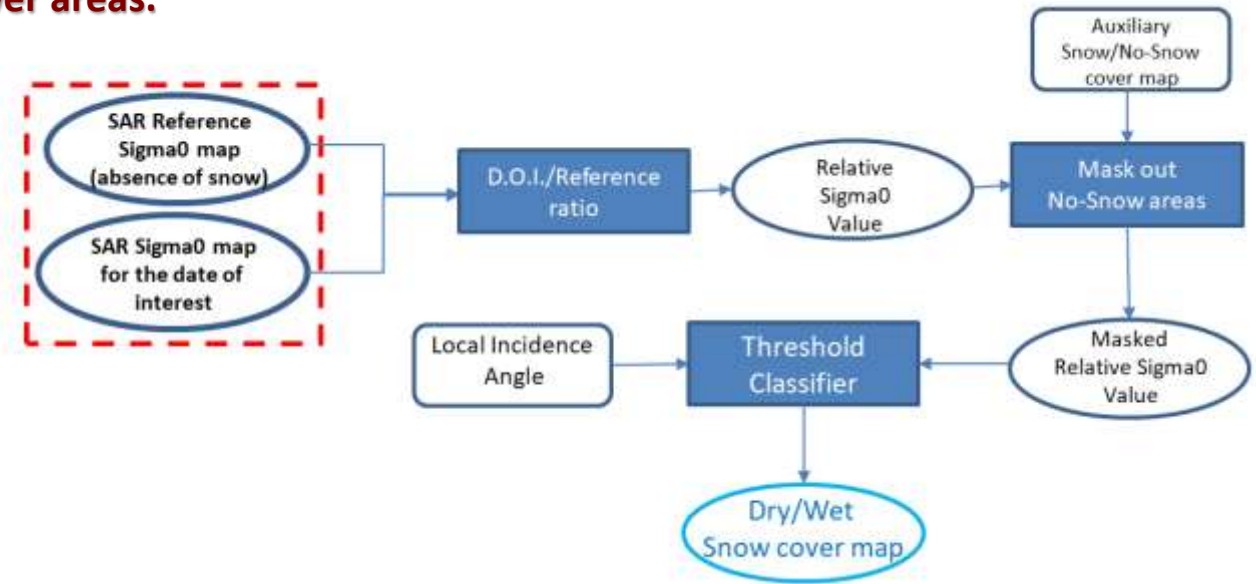 areas.
Auxiliary
Snow/No-Snow
cover map
SAR Reference
Sigma0 map
(absence of snow)
SAR Sigma0 map
for the date of
interest
D.O.I./Reference
ratio
Relative
Sigma0
Value
Mask out
No-Snow areas
Local Incidence
Angle
Threshold
Classifier
Masked
Relative Sigma0
Value
Dry/Wet
Snow cover map